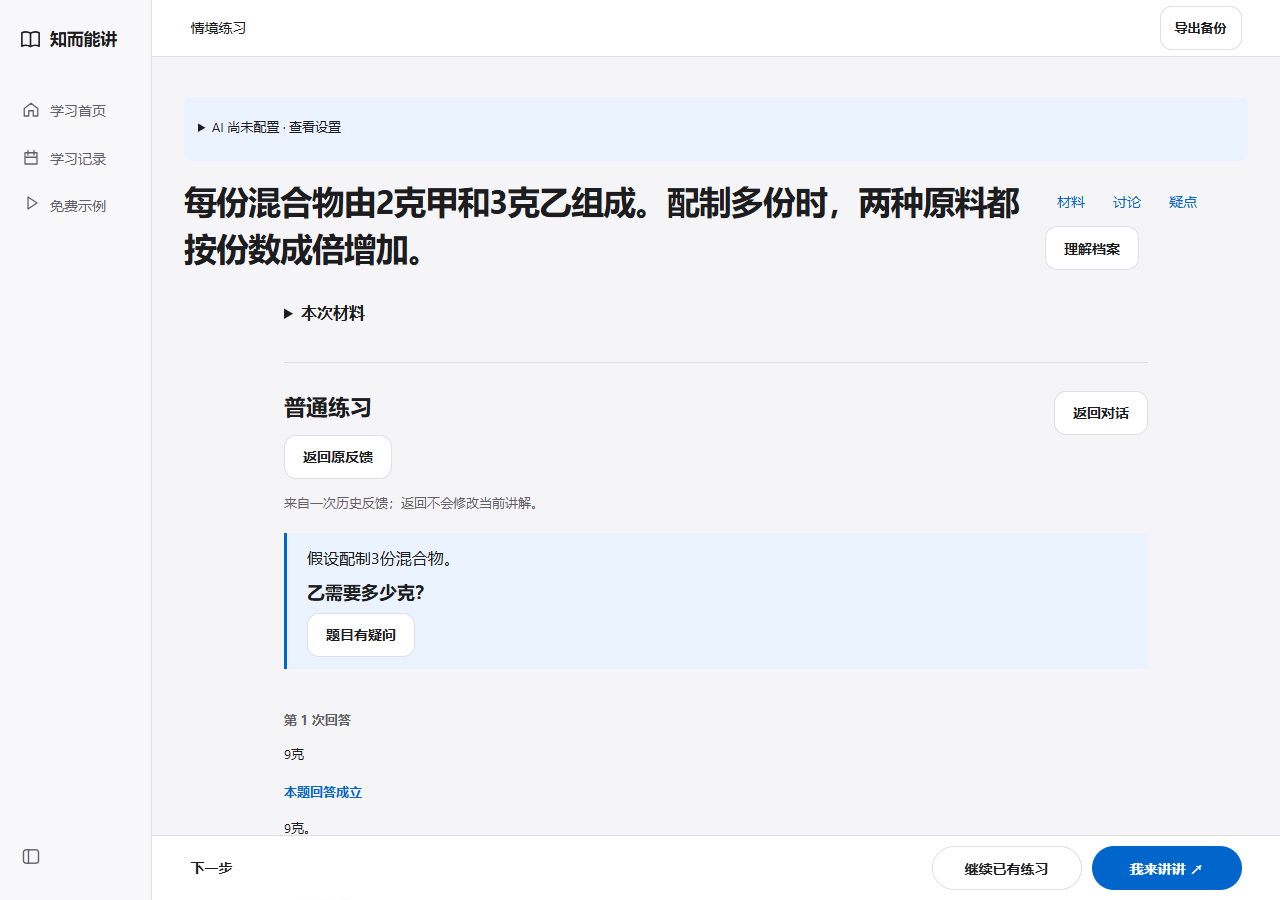 知而能讲
情境练习
导出备份
学习首页
学习记录
免费示例
AI 尚未配置 · 查看设置
每份混合物由2克甲和3克乙组成。配制多份时，两种原料都
按份数成倍增加。
材料
讨论
疑点
理解档案
本次材料
普通练习
返回对话
返回原反馈
来自一次历史反馈；返回不会修改当前讲解。
假设配制3份混合物。
乙需要多少克？
题目有疑问
第 1 次回答
9克
本题回答成立
9克。
下一步
继续已有练习
我来讲讲 ↗